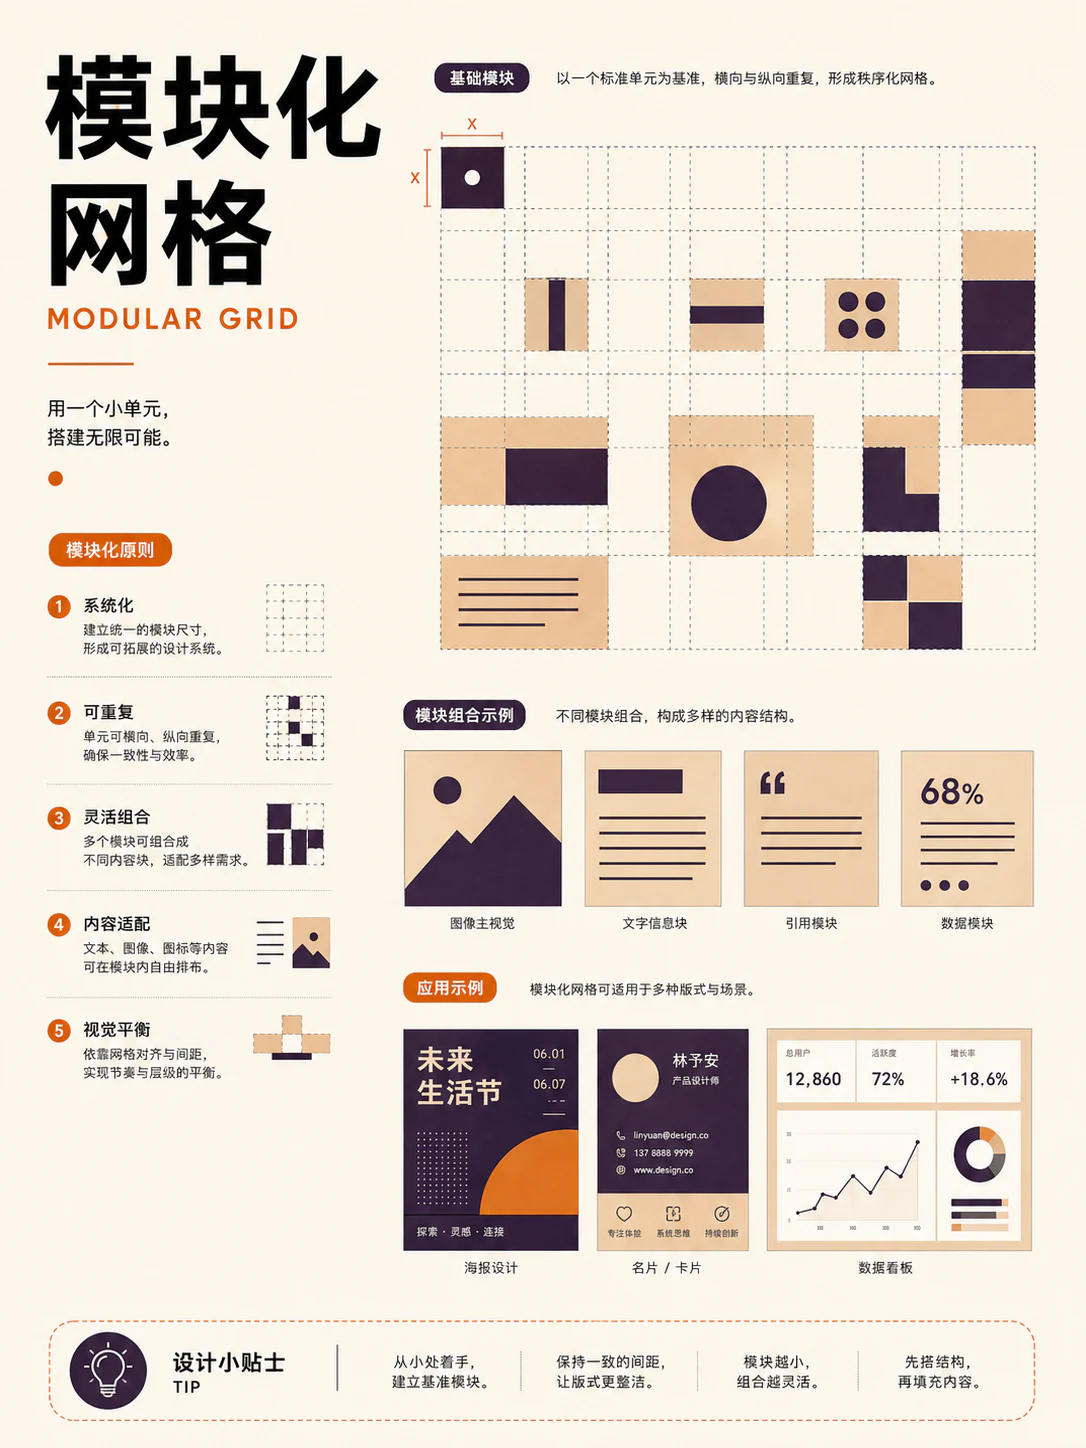 模块化
网格
MODULAR GRID
用一个小单元，
搭建无限可能。
模块化原则
1 系统化
建立统一的模块尺寸，
形成可拓展的设计系统。
2 可重复
单元可横向、纵向重复，
确保一致性与效率。
3 灵活组合
多个模块可组合成
不同内容块，适配多样需求。
4 内容适配
文本、图像、图标等内容
可在模块内自由排布。
5 视觉平衡
依靠网格对齐与间距，
实现节奏与层级的平衡。
基础模块
以一个标准单元为基准，横向与纵向重复，形成秩序化网格。
X
X
模块组合示例
不同模块组合，构成多样的内容结构。
“
68%
图像主视觉
文字信息块
引用模块
数据模块
应用示例
模块化网格可适用于多种版式与场景。
未来
生活节
06.01
06.07
探索 · 灵感 · 连接
海报设计
林予安
产品设计师
linyuan@design.co
137 8888 9999
www.design.co
专注体验 系统思维 持续创新
名片 / 卡片
总用户 活跃度 增长率
12,860 72% +18.6%
数据看板
设计小贴士
TIP
从小处着手，
建立基准模块。
保持一致的间距，
让版式更整洁。
模块越小，
组合越灵活。
先搭结构，
再填充内容。